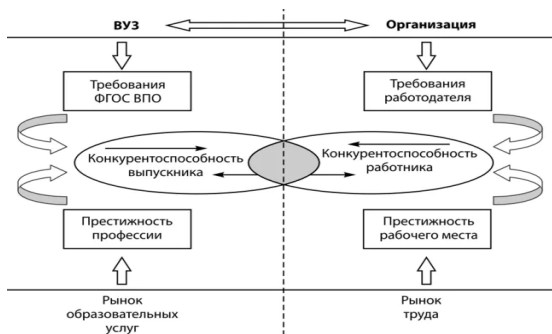 ВУЗ
Организация
Требования
ФГОС ВПО
Требования
работодателя
Конкурентоспособность
выпускника
Конкурентоспособность
работника
Престижность
профессии
Престижность
рабочего места
Рынок
образовательных
услуг
Рынок
труда